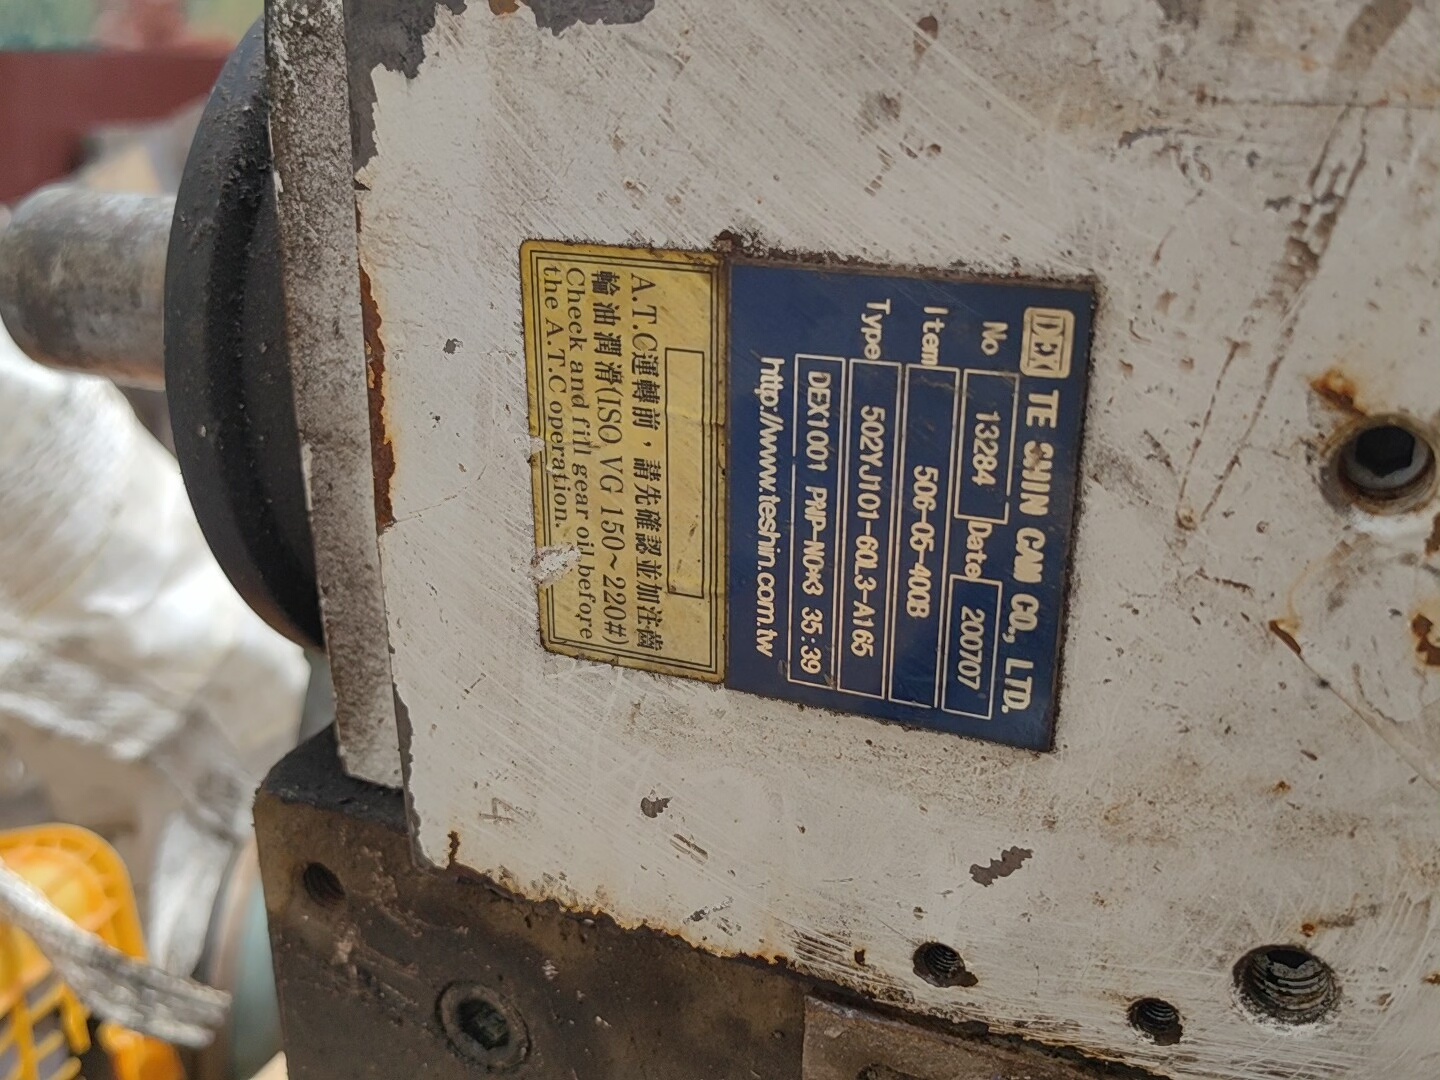 DEX TE SHIN CAM CO., LTD.
No 13284 Date 200707
Item 506-05-400B
Type 502YJ101-60L3-A165
DEX1001 PNP-NO*3 35:39
http://www.teshin.com.tw
A.T.C運轉前，請先確認並加注齒
輪油潤滑(ISO VG 150~220#)
Check and fill gear oil before
the A.T.C operation.
4